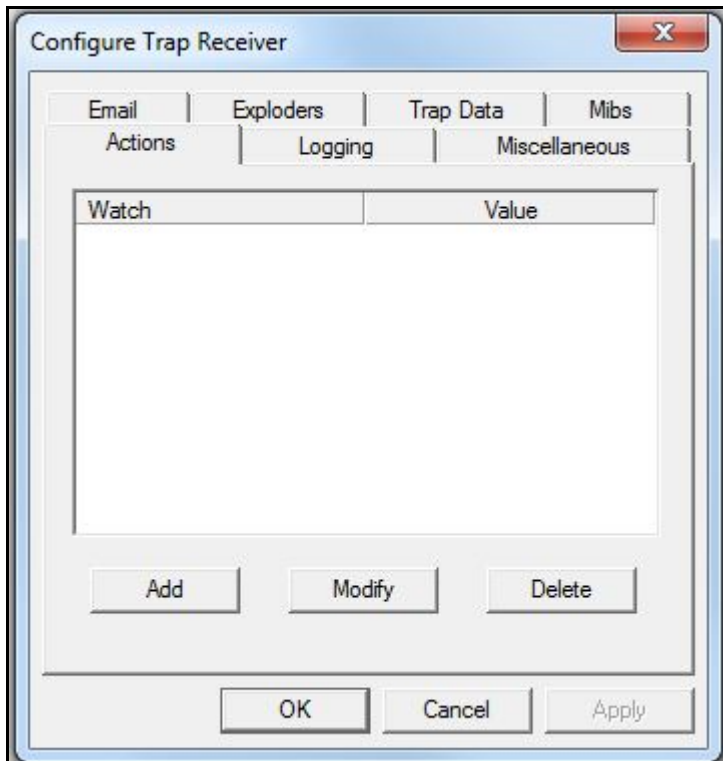 Configure Trap Receiver
Email Exploders Trap Data Mibs
Actions Logging Miscellaneous
Watch Value
Add Modify Delete
OK Cancel Apply